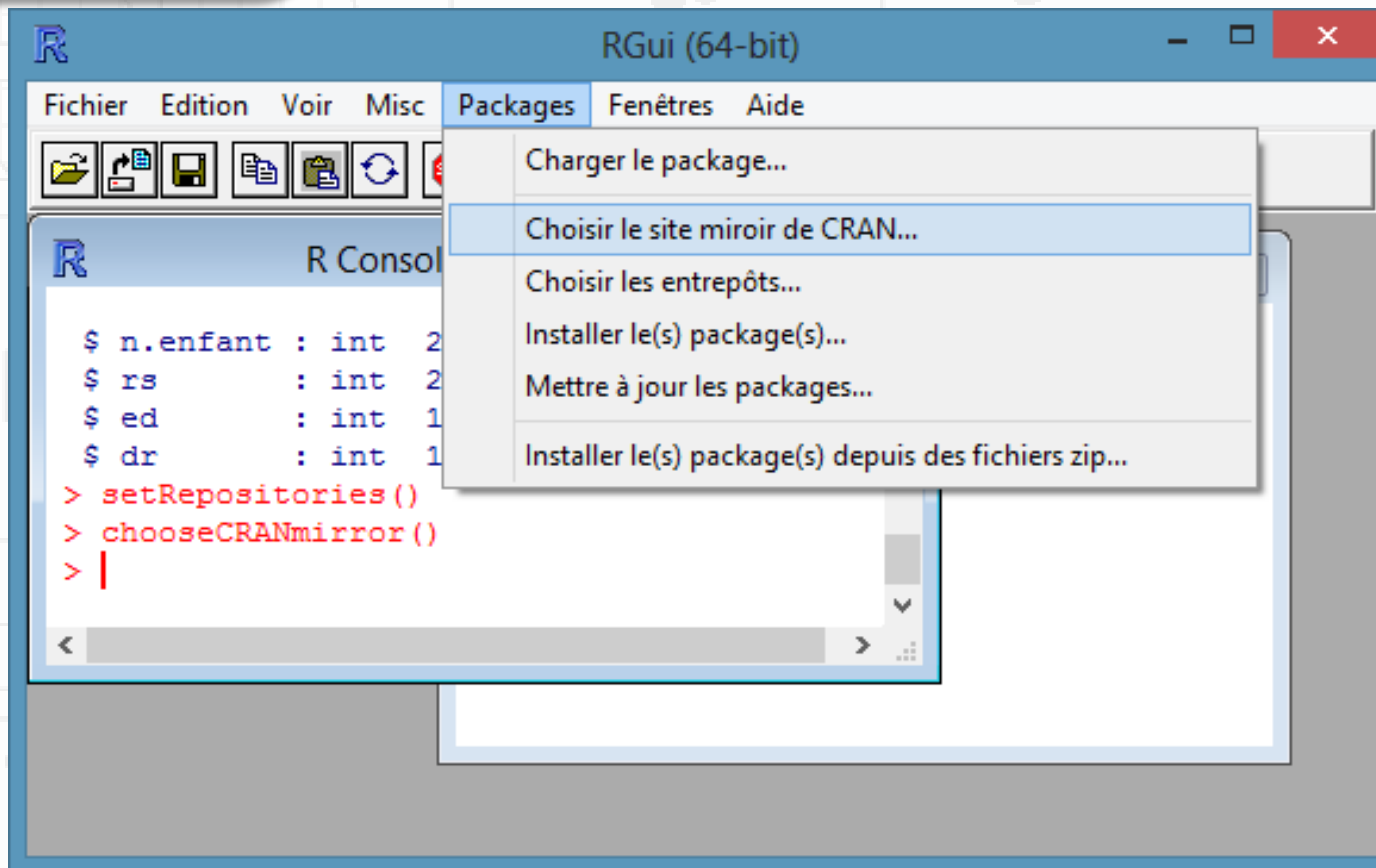 RGui (64-bit)
Fichier Edition Voir Misc Packages Fenêtres Aide
Charger le package...
Choisir le site miroir de CRAN...
Choisir les entrepôts...
Installer le(s) package(s)...
Mettre à jour les packages...
Installer le(s) package(s) depuis des fichiers zip...
R Consol
$ n.enfant : int 2
$ rs : int 2
$ ed : int 1
$ dr : int 1
> setRepositories()
> chooseCRANmirror()
>